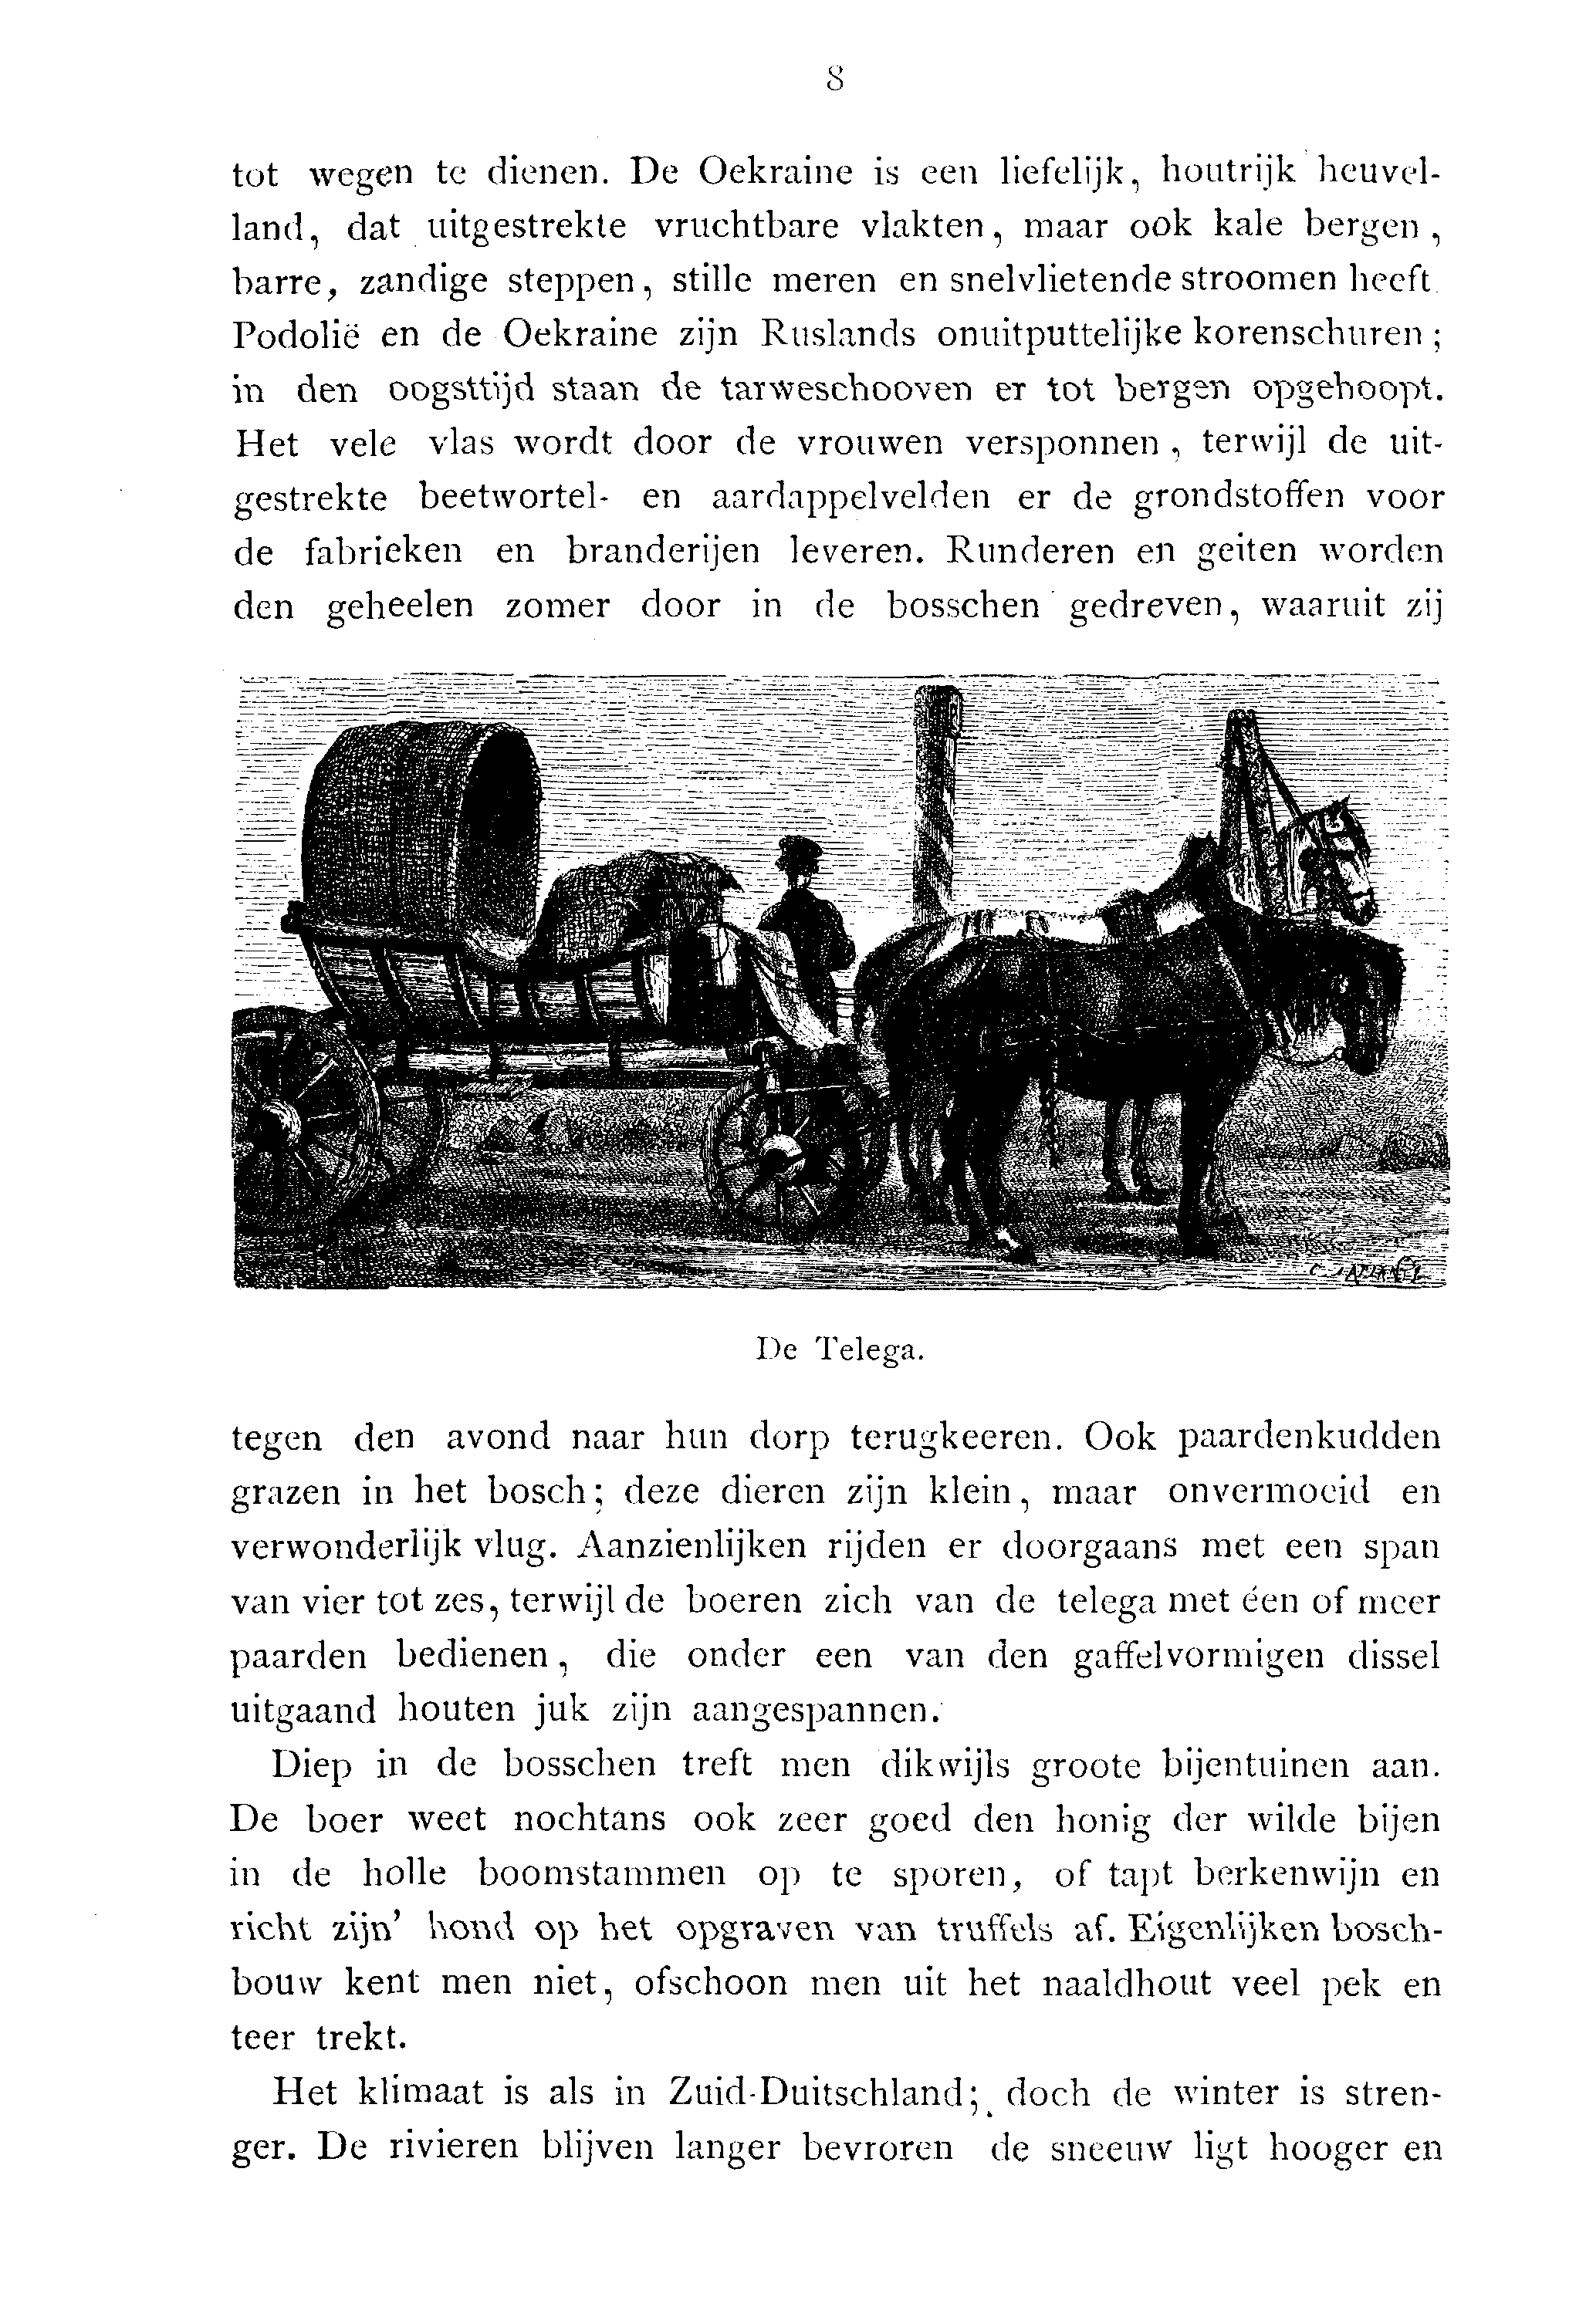 8
tot wegen te dienen. De Oekraine is een liefelijk, houtrijk heuvel-
land, dat uitgestrekte vruchtbare vlakten, maar ook kale bergen,
barre, zandige steppen, stille meren en snelvlietende stroomen heeft
Podolië en de Oekraine zijn Ruslands onuitputtelijke korenschuren;
in den oogsttijd staan de tarweschooven er tot bergen opgehoopt.
Het vele vlas wordt door de vrouwen versponnen, terwijl de uit-
gestrekte beetwortel- en aardappelvelden er de grondstoffen voor
de fabrieken en branderijen leveren. Runderen en geiten worden
den geheelen zomer door in de bosschen gedreven, waaruit zij
De Telega.
tegen den avond naar hun dorp terugkeeren. Ook paardenkudden
grazen in het bosch; deze dieren zijn klein, maar onvermoeid en
verwonderlijk vlug. Aanzienlijken rijden er doorgaans met een span
van vier tot zes, terwijl de boeren zich van de telega met éen of meer
paarden bedienen, die onder een van den gaffelvormigen dissel
uitgaand houten juk zijn aangespannen.
Diep in de bosschen treft men dikwijls groote bijentuinen aan.
De boer weet nochtans ook zeer goed den honig der wilde bijen
in de holle boomstammen op te sporen, of tapt berkenwijn en
richt zijn' hond op het opgraven van truffels af. Eigenlijken bosch-
bouw kent men niet, ofschoon men uit het naaldhout veel pek en
teer trekt.
Het klimaat is als in Zuid-Duitschland; doch de winter is stren-
ger. De rivieren blijven langer bevroren de sneeuw ligt hooger en